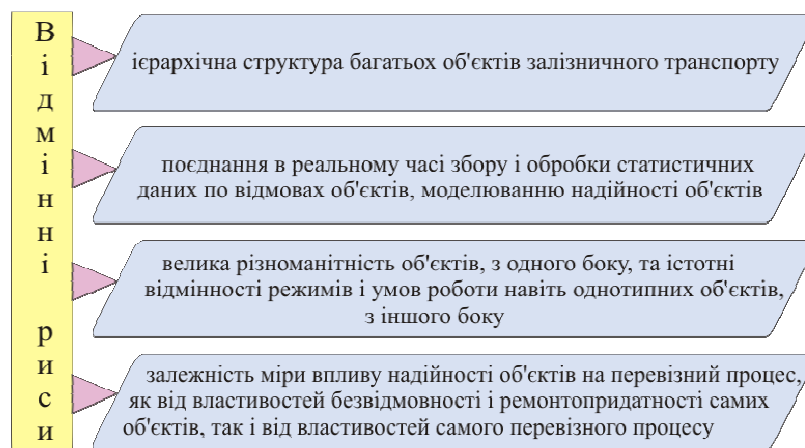 Відмінні риси
ієрархічна структура багатьох об'єктів залізничного транспорту
поєднання в реальному часі збору і обробки статистичних
даних по відмовах об'єктів, моделюванню надійності об'єктів
велика різноманітність об'єктів, з одного боку, та істотні
відмінності режимів і умов роботи навіть однотипних об'єктів,
з іншого боку
залежність міри впливу надійності об'єктів на перевізний процес,
як від властивостей безвідмовності і ремонтопридатності самих
об'єктів, так і від властивостей самого перевізного процесу